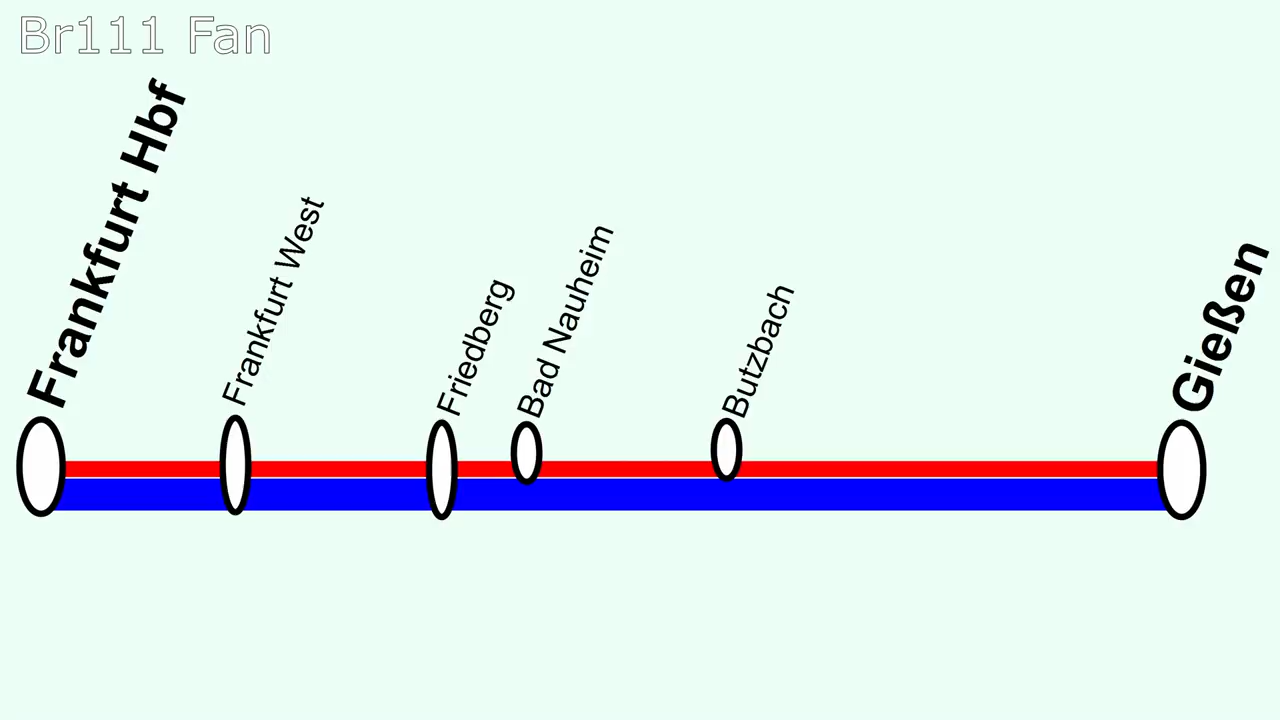 Br111 Fan
Frankfurt Hbf
Frankfurt West
Friedberg
Bad Nauheim
Butzbach
Gießen